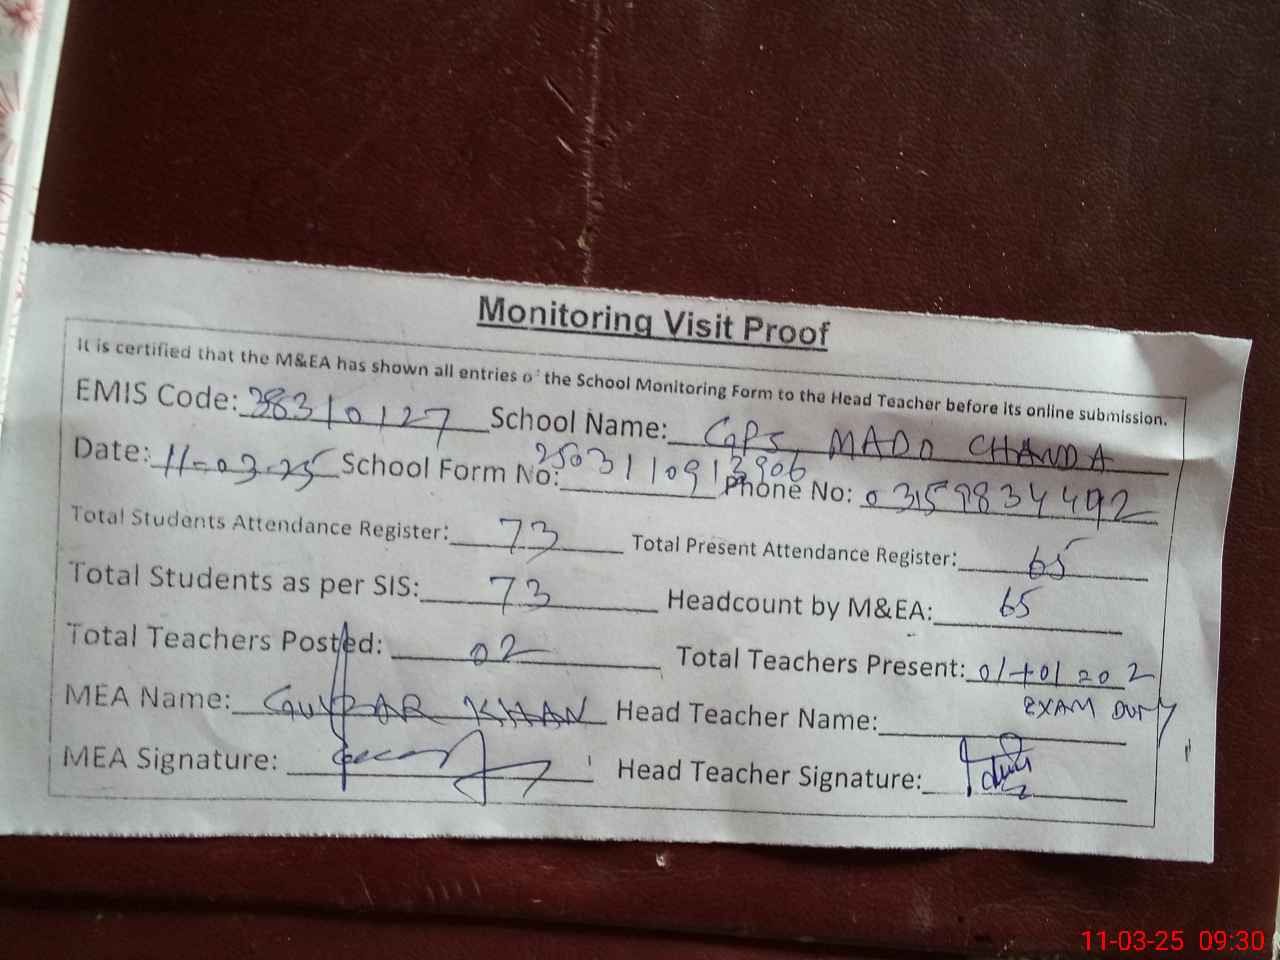 Monitoring Visit Proof
It is certified that the M&EA has shown all entries of the School Monitoring Form to the Head Teacher before its online submission.
EMIS Code: 38310127 School Name: GPS MADO CHANDA
Date: 11-03-25 School Form No: 2503110913906 Phone No: 03159834492
Total Students Attendance Register: 73 Total Present Attendance Register: 65
Total Students as per SIS: 73 Headcount by M&EA: 65
Total Teachers Posted: 02 Total Teachers Present: 01+01=02
EXAM DUTY
MEA Name: GULZAR KHAN Head Teacher Name:
MEA Signature: Head Teacher Signature:
11-03-25 09:30